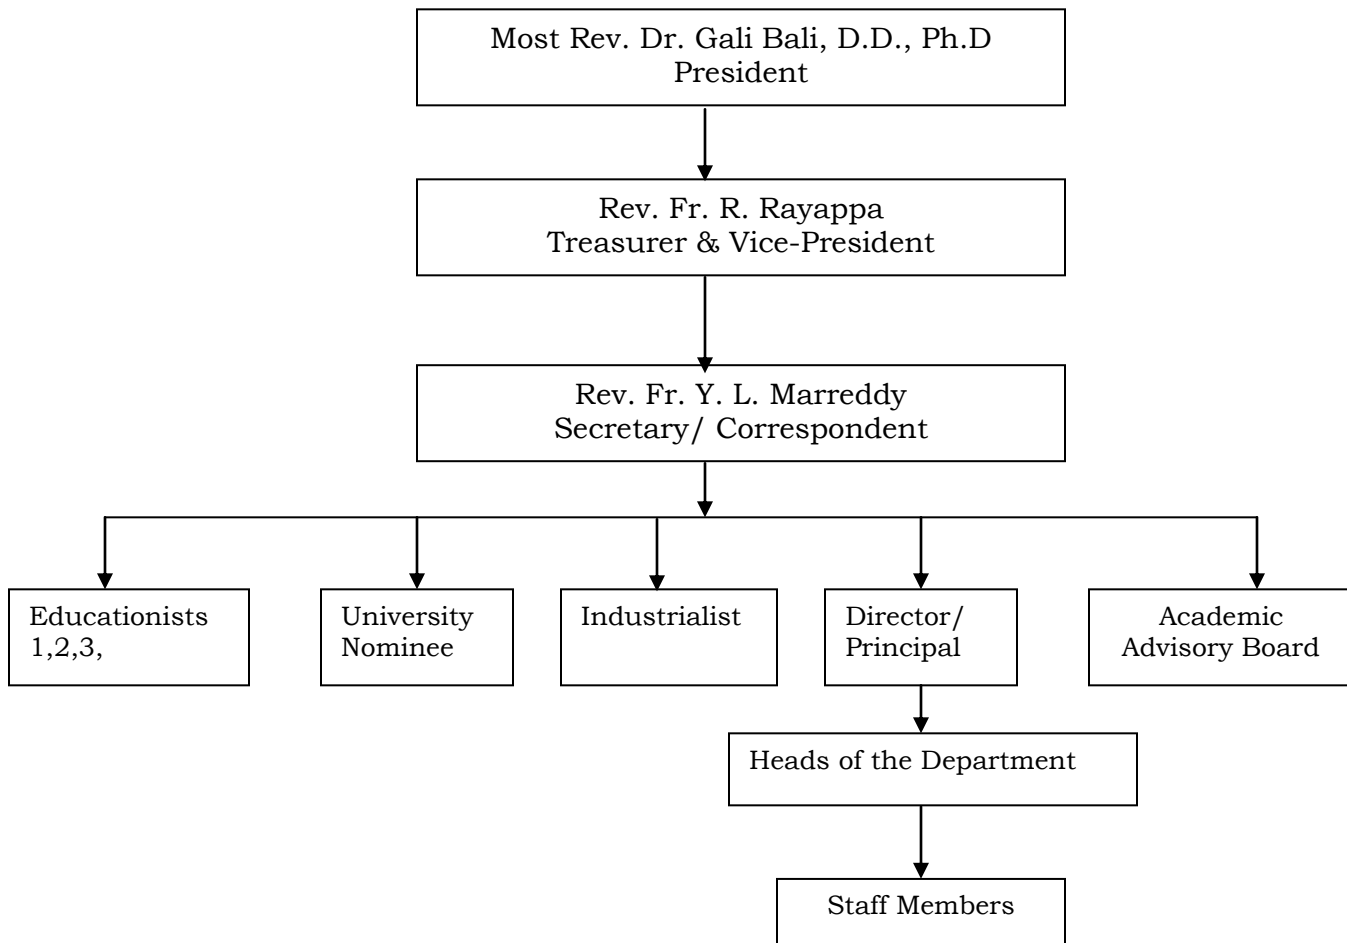 Most Rev. Dr. Gali Bali, D.D., Ph.D
President
Rev. Fr. R. Rayappa
Treasurer & Vice-President
Rev. Fr. Y. L. Marreddy
Secretary/ Correspondent
Educationists
1,2,3,
University
Nominee
Industrialist
Director/
Principal
Academic
Advisory Board
Heads of the Department
Staff Members